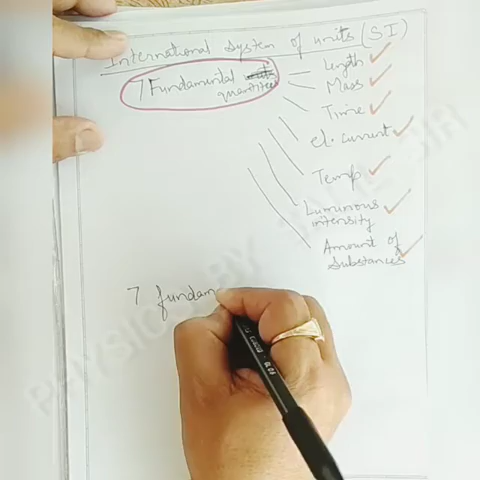 International System of units (SI)
7 Fundamental
quantities
Length
Mass
Time
el. current
Temp
Luminous
intensity
Amount of
Substances
7 fundam